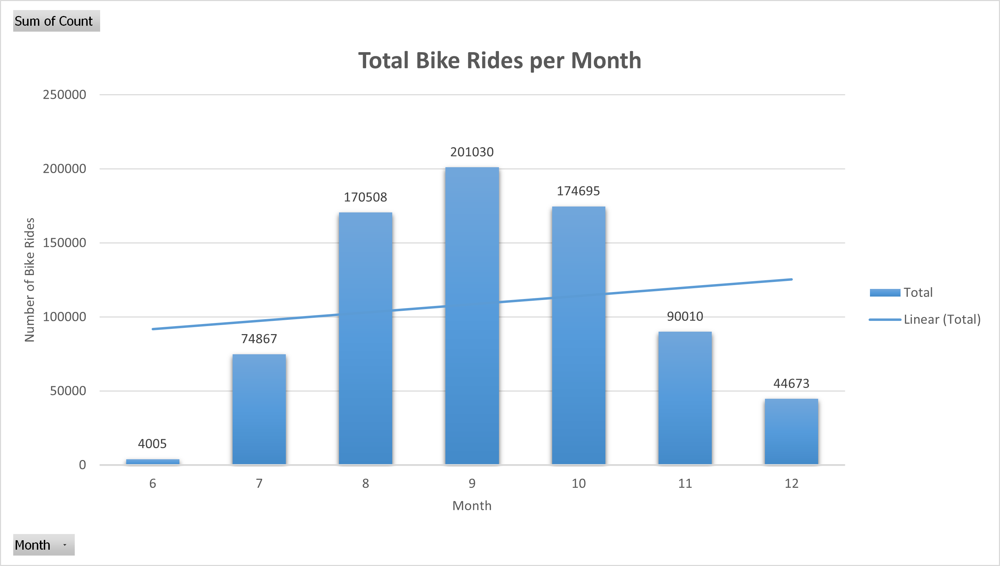 Sum of Count
Total Bike Rides per Month
250000
200000
150000
100000
50000
0
Number of Bike Rides
4005
74867
170508
201030
174695
90010
44673
6
7
8
9
10
11
12
Month
Total
Linear (Total)
Month